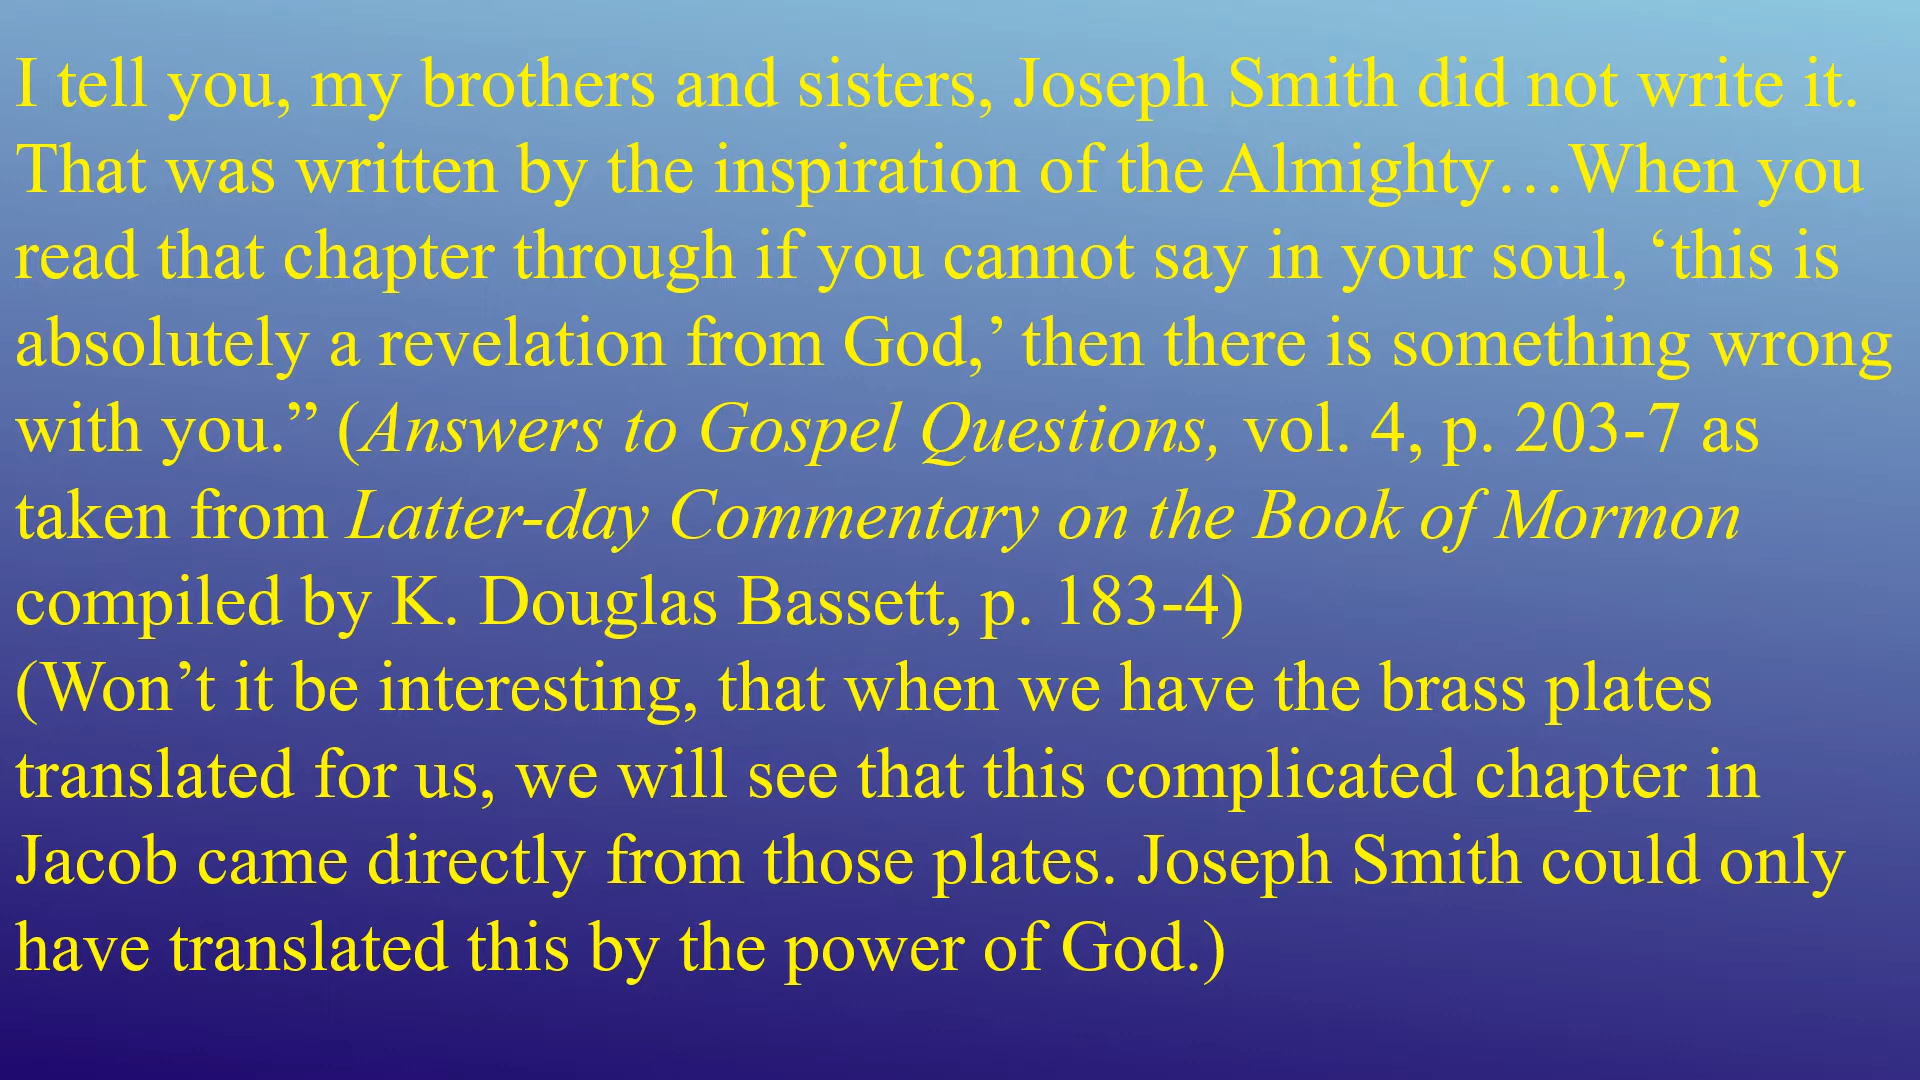 I tell you, my brothers and sisters, Joseph Smith did not write it.
That was written by the inspiration of the Almighty…When you
read that chapter through if you cannot say in your soul, ‘this is
absolutely a revelation from God,’ then there is something wrong
with you.” (Answers to Gospel Questions, vol. 4, p. 203-7 as
taken from Latter-day Commentary on the Book of Mormon
compiled by K. Douglas Bassett, p. 183-4)
(Won’t it be interesting, that when we have the brass plates
translated for us, we will see that this complicated chapter in
Jacob came directly from those plates. Joseph Smith could only
have translated this by the power of God.)